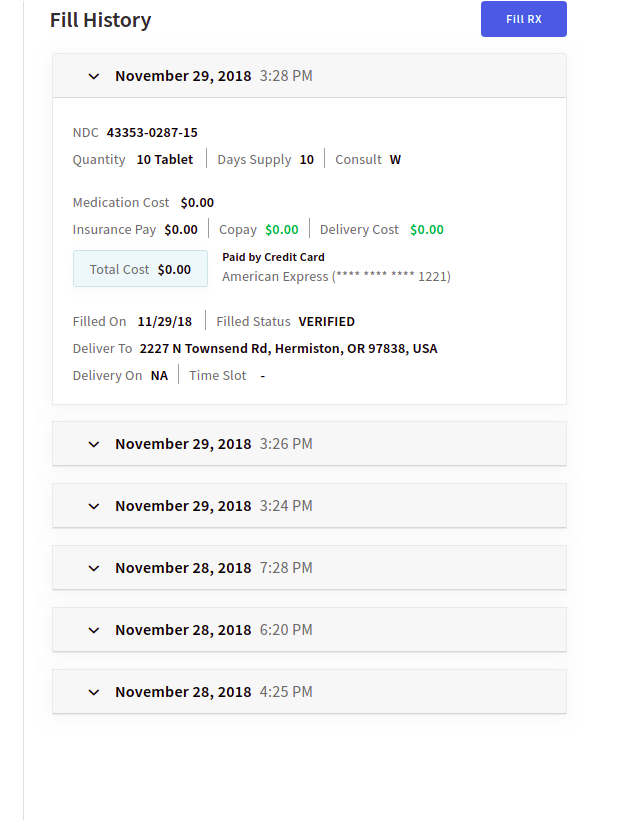 Fill History
Fill RX
November 29, 2018 3:28 PM
NDC 43353-0287-15
Quantity 10 Tablet Days Supply 10 Consult W
Medication Cost $0.00
Insurance Pay $0.00 Copay $0.00 Delivery Cost $0.00
Total Cost $0.00
Paid by Credit Card
American Express (**** **** **** 1221)
Filled On 11/29/18 Filled Status VERIFIED
Deliver To 2227 N Townsend Rd, Hermiston, OR 97838, USA
Delivery On NA Time Slot -
November 29, 2018 3:26 PM
November 29, 2018 3:24 PM
November 28, 2018 7:28 PM
November 28, 2018 6:20 PM
November 28, 2018 4:25 PM